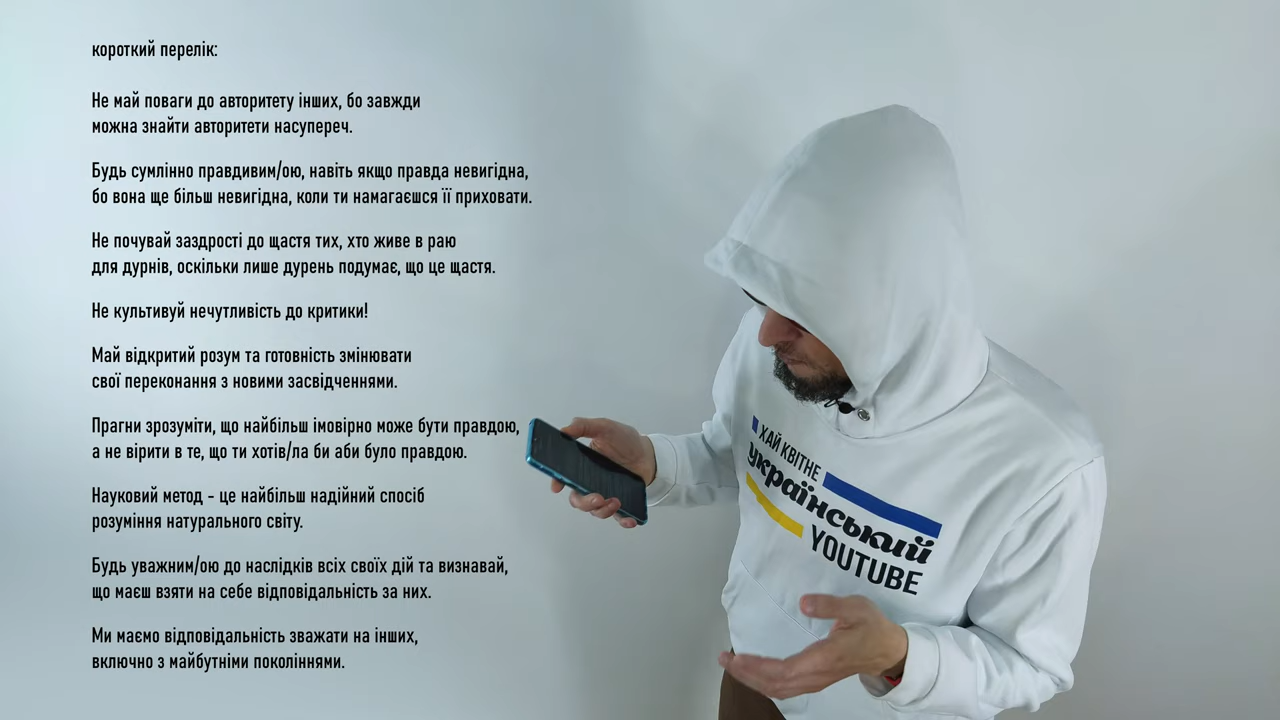 короткий перелік:
Не май поваги до авторитету інших, бо завжди
можна знайти авторитети насупереч.
Будь сумлінно правдивим/ою, навіть якщо правда невигідна,
бо вона ще більш невигідна, коли ти намагаєшся її приховати.
Не почувай заздрості до щастя тих, хто живе в раю
для дурнів, оскільки лише дурень подумає, що це щастя.
Не культивуй нечутливість до критики!
Май відкритий розум та готовність змінювати
свої переконання з новими засвідченнями.
Прагни зрозуміти, що найбільш імовірно може бути правдою,
а не вірити в те, що ти хотів/ла би аби було правдою.
Науковий метод - це найбільш надійний спосіб
розуміння натурального світу.
Будь уважним/ою до наслідків всіх своїх дій та визнавай,
що маєш взяти на себе відповідальність за них.
Ми маємо відповідальність зважати на інших,
включно з майбутніми поколіннями.
ХАЙ КВІТНЕ
український
YOUTUBE